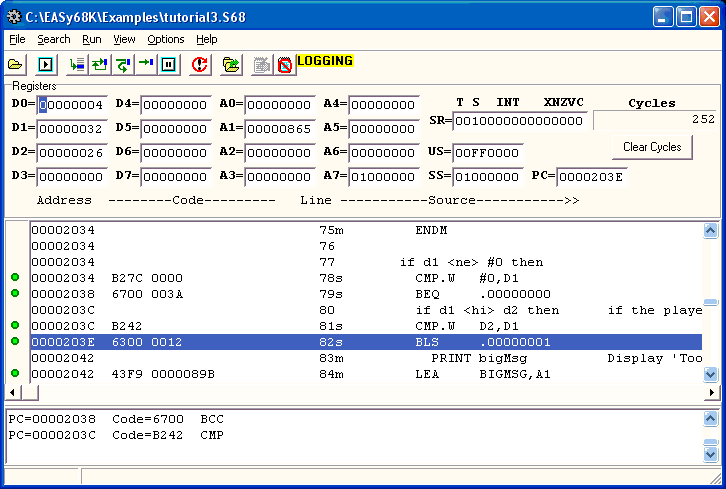 C:\EASy68K\Examples\tutorial3.S68
File Search Run View Options Help
LOGGING
Registers
D0= 00000004 D4= 00000000 A0= 00000000 A4= 00000000 T S INT XNZVC Cycles
D1= 00000032 D5= 00000000 A1= 00000865 A5= 00000000 SR= 0010000000000000 252
D2= 00000026 D6= 00000000 A2= 00000000 A6= 00000000 US= 00FF0000 Clear Cycles
D3= 00000000 D7= 00000000 A3= 00000000 A7= 01000000 SS= 01000000 PC= 0000203E
Address --------Code--------- Line ------------Source------------>>
00002034 75m ENDM
00002034 76
00002034 77 if d1 <ne> #0 then
00002034 B27C 0000 78s CMP.W #0,D1
00002038 6700 003A 79s BEQ .00000000
0000203C 80 if d1 <hi> d2 then if the playe
0000203C B242 81s CMP.W D2,D1
0000203E 6300 0012 82s BLS .00000001
00002042 83m PRINT bigMsg Display 'Too
00002042 43F9 0000089B 84m LEA BIGMSG,A1
PC=00002038 Code=6700 BCC
PC=0000203C Code=B242 CMP